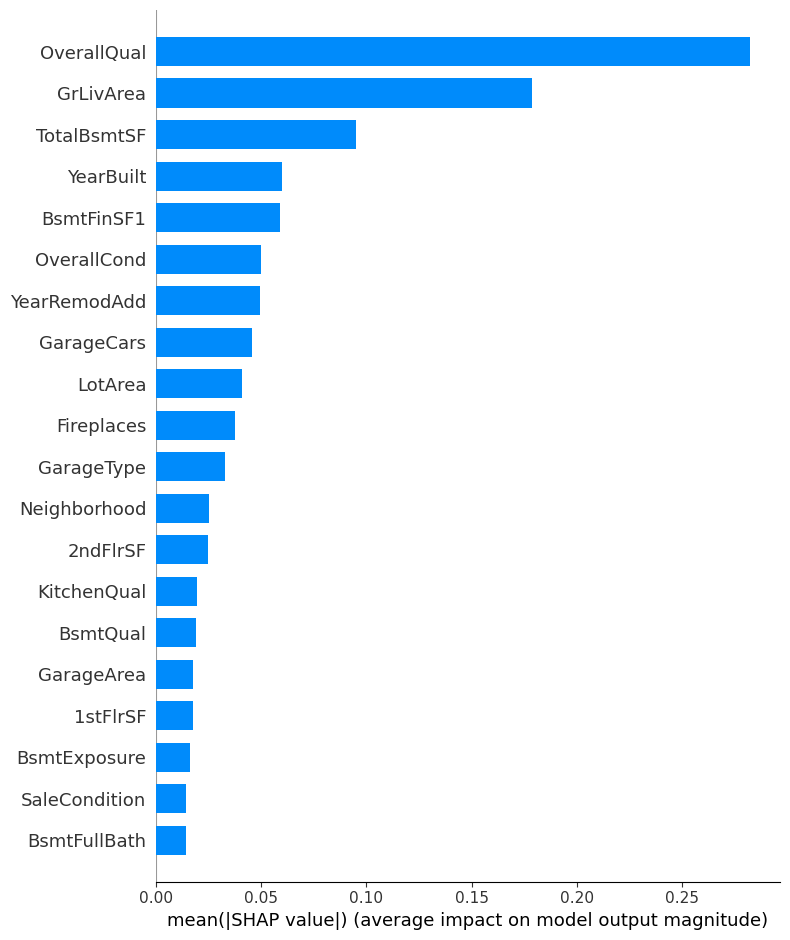 OverallQual
GrLivArea
TotalBsmtSF
YearBuilt
BsmtFinSF1
OverallCond
YearRemodAdd
GarageCars
LotArea
Fireplaces
GarageType
Neighborhood
2ndFlrSF
KitchenQual
BsmtQual
GarageArea
1stFlrSF
BsmtExposure
SaleCondition
BsmtFullBath
0.00 0.05 0.10 0.15 0.20 0.25
mean(|SHAP value|) (average impact on model output magnitude)